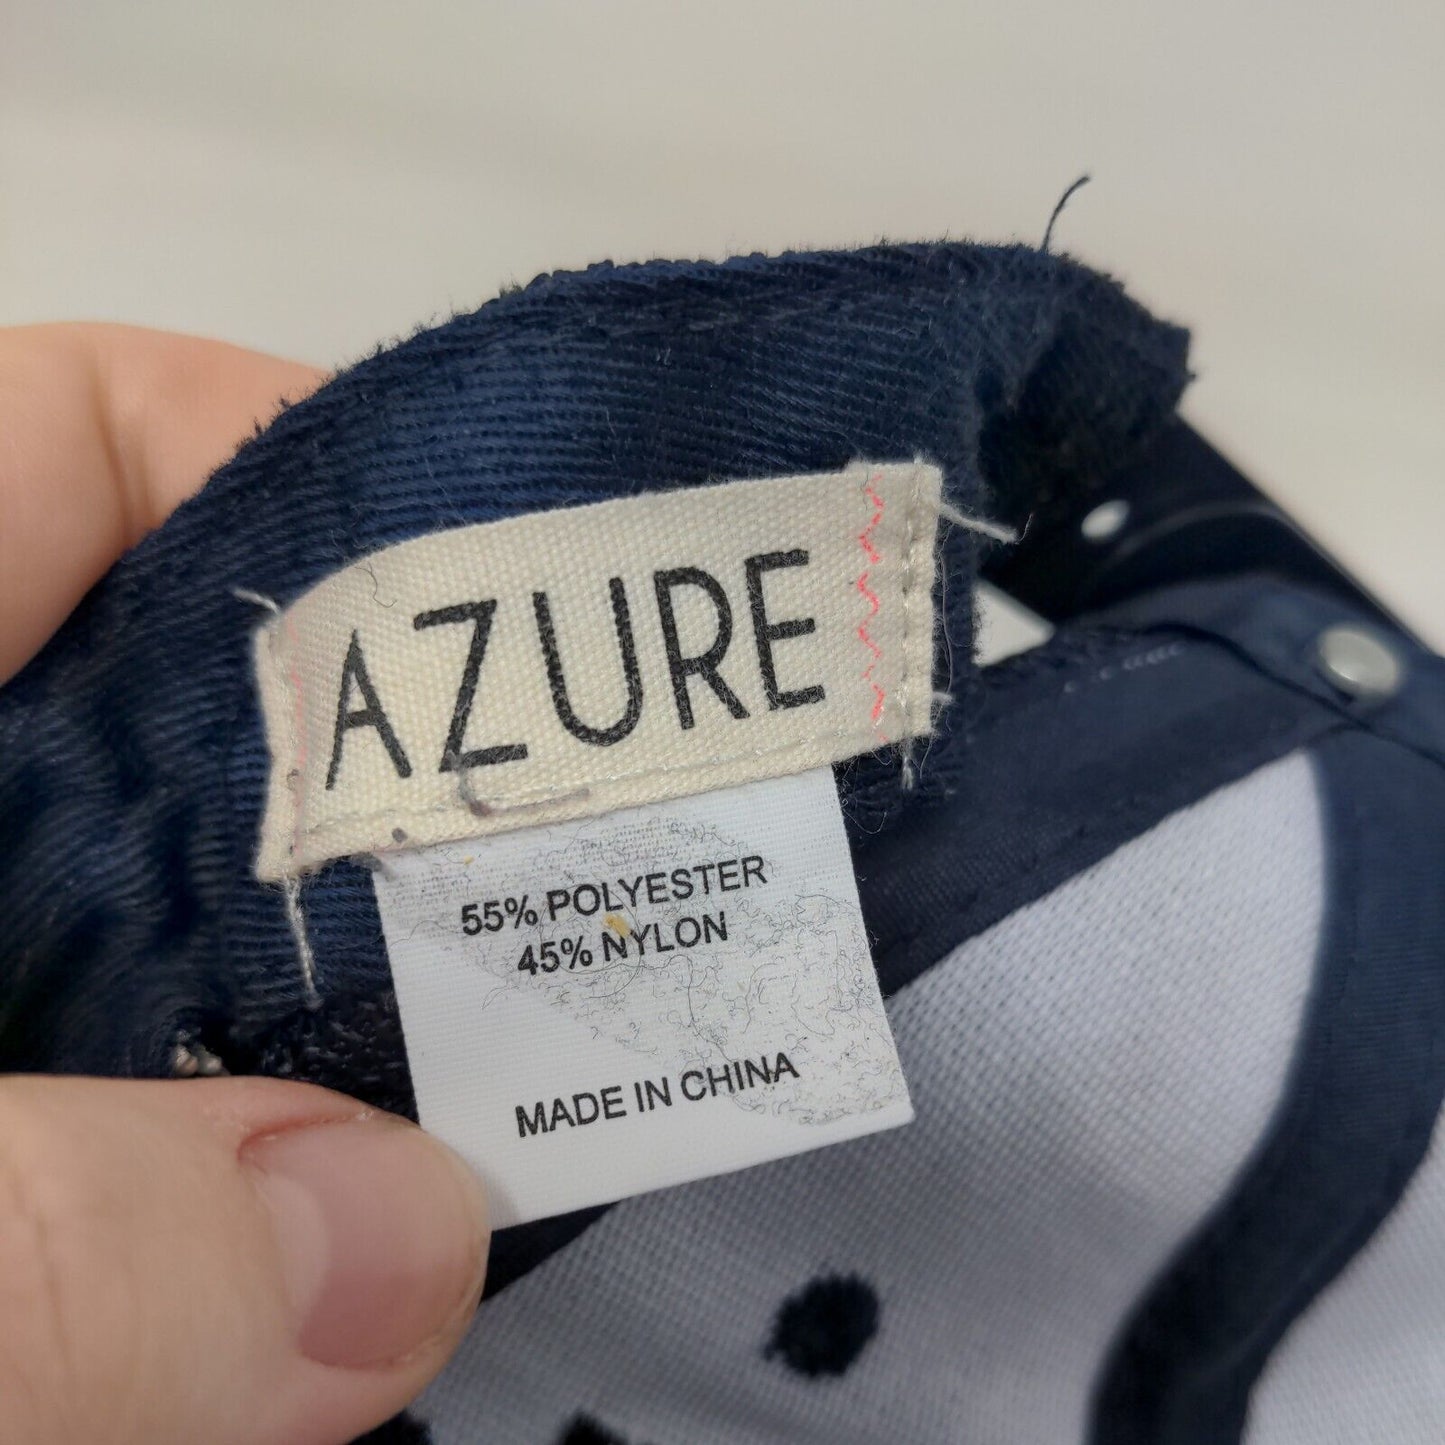 AZURE
55% POLYESTER
45% NYLON
MADE IN CHINA